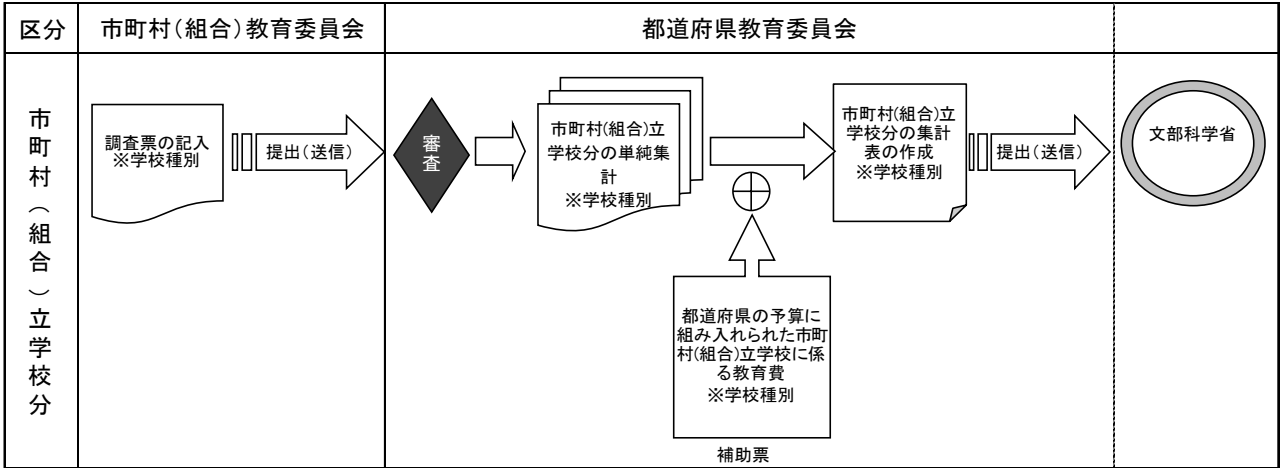 区分
市町村(組合)教育委員会
都道府県教育委員会
市町村(組合)立学校分
調査票の記入
※学校種別
提出(送信)
審査
市町村(組合)立
学校分の単純集
計
※学校種別
市町村(組合)立
学校分の集計
表の作成
※学校種別
提出(送信)
文部科学省
都道府県の予算に
組み入れられた市町
村(組合)立学校に係
る教育費
※学校種別
補助票